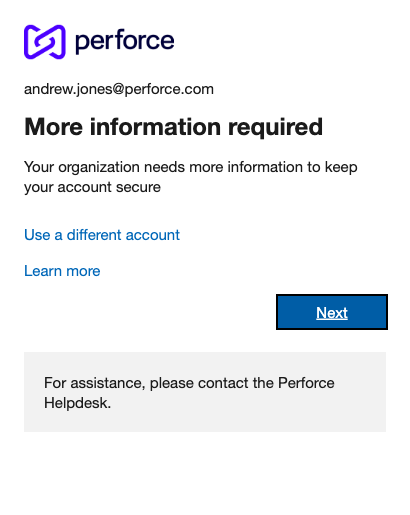 perforce
andrew.jones@perforce.com
More information required
Your organization needs more information to keep
your account secure
Use a different account
Learn more
Next
For assistance, please contact the Perforce
Helpdesk.